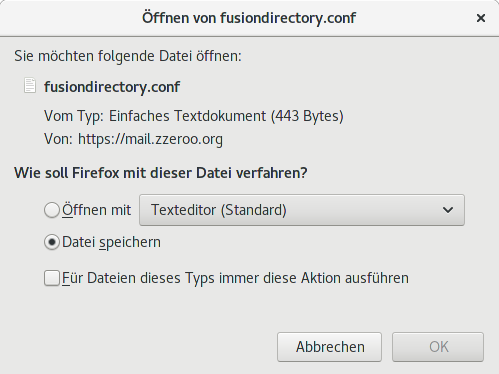 Öffnen von fusiondirectory.conf
Sie möchten folgende Datei öffnen:
fusiondirectory.conf
Vom Typ: Einfaches Textdokument (443 Bytes)
Von: https://mail.zzeroo.org
Wie soll Firefox mit dieser Datei verfahren?
Öffnen mit Texteditor (Standard)
Datei speichern
Für Dateien dieses Typs immer diese Aktion ausführen
Abbrechen OK